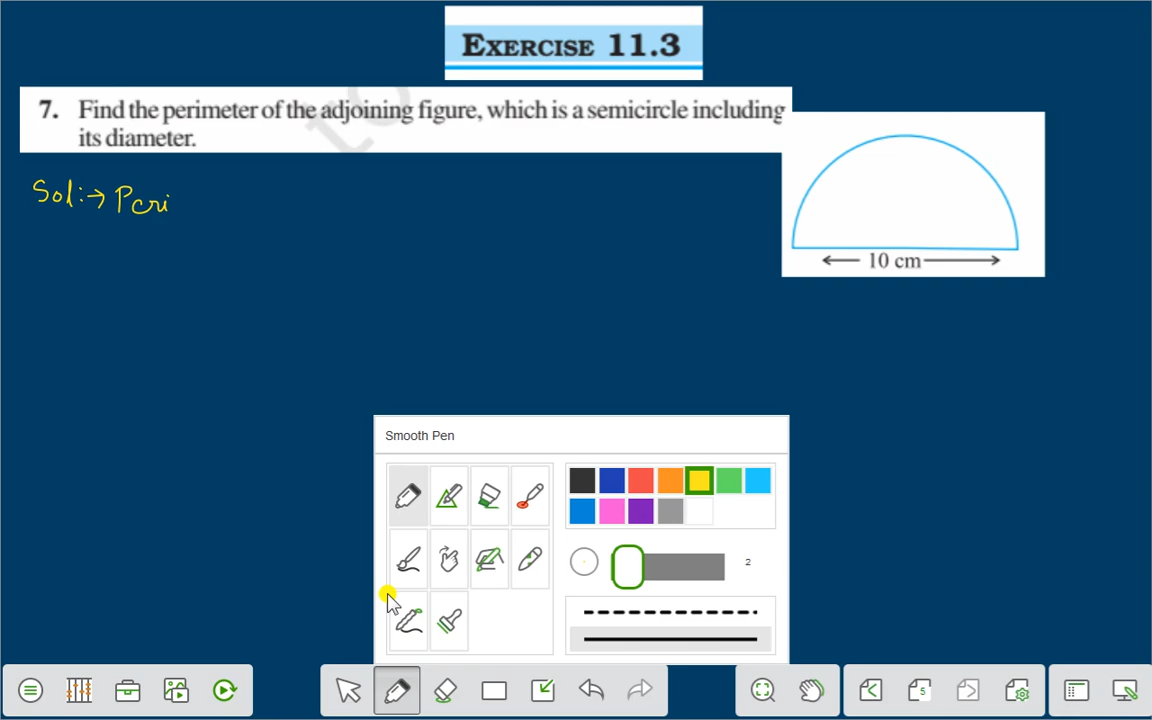 EXERCISE 11.3
7. Find the perimeter of the adjoining figure, which is a semicircle including
its diameter.
Sol:→ Peri
10 cm
Smooth Pen
2
5